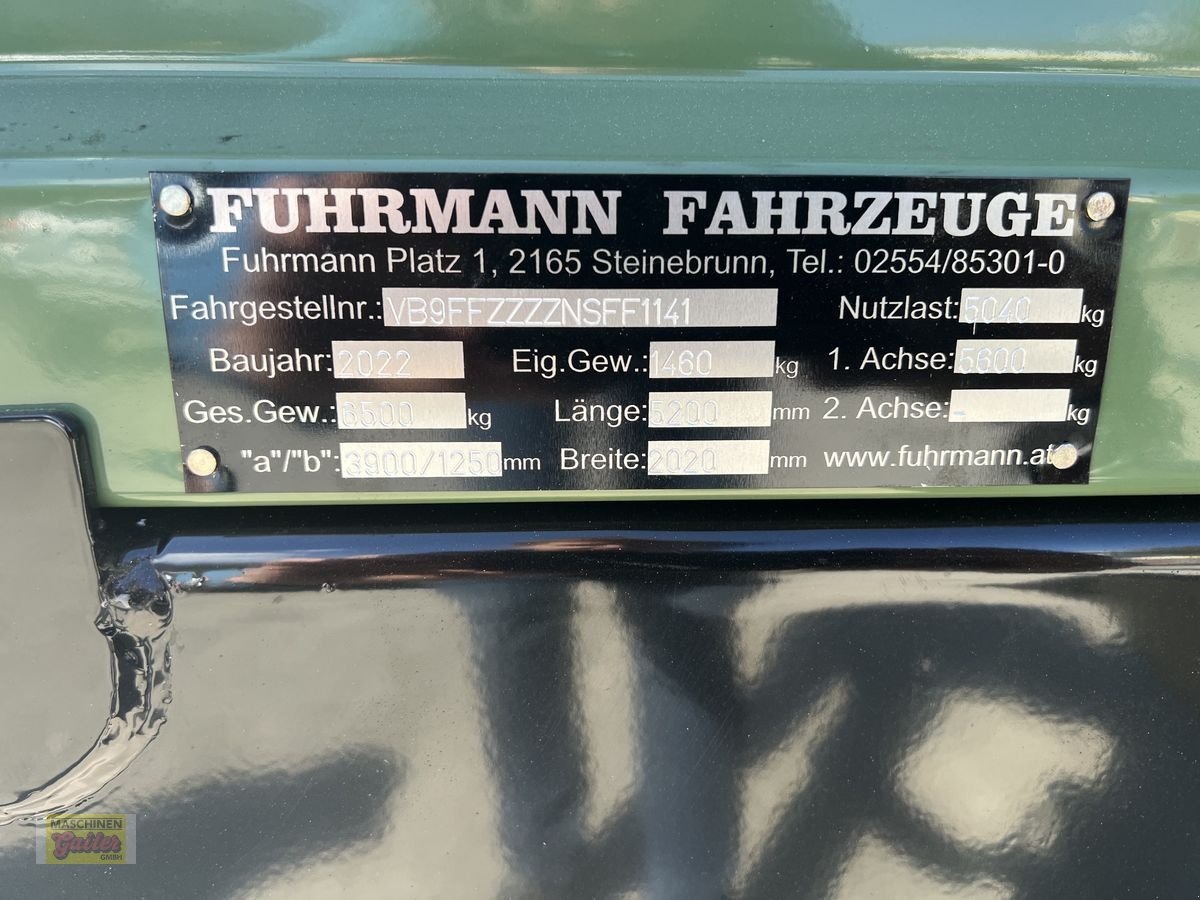 FUHRMANN FAHRZEUGE
Fuhrmann Platz 1, 2165 Steinebrunn, Tel.: 02554/85301-0
Fahrgestellnr.: VB9FFZZZZNSFF1141 Nutzlast: 5040 kg
Baujahr: 2022 Eig.Gew.: 1460 kg 1. Achse: 5600 kg
Ges.Gew.: 6500 kg Länge: 5200 mm 2. Achse: - kg
"a"/"b": 3900/1250 mm Breite: 2020 mm www.fuhrmann.at
MASCHINEN
Gailer
GMBH